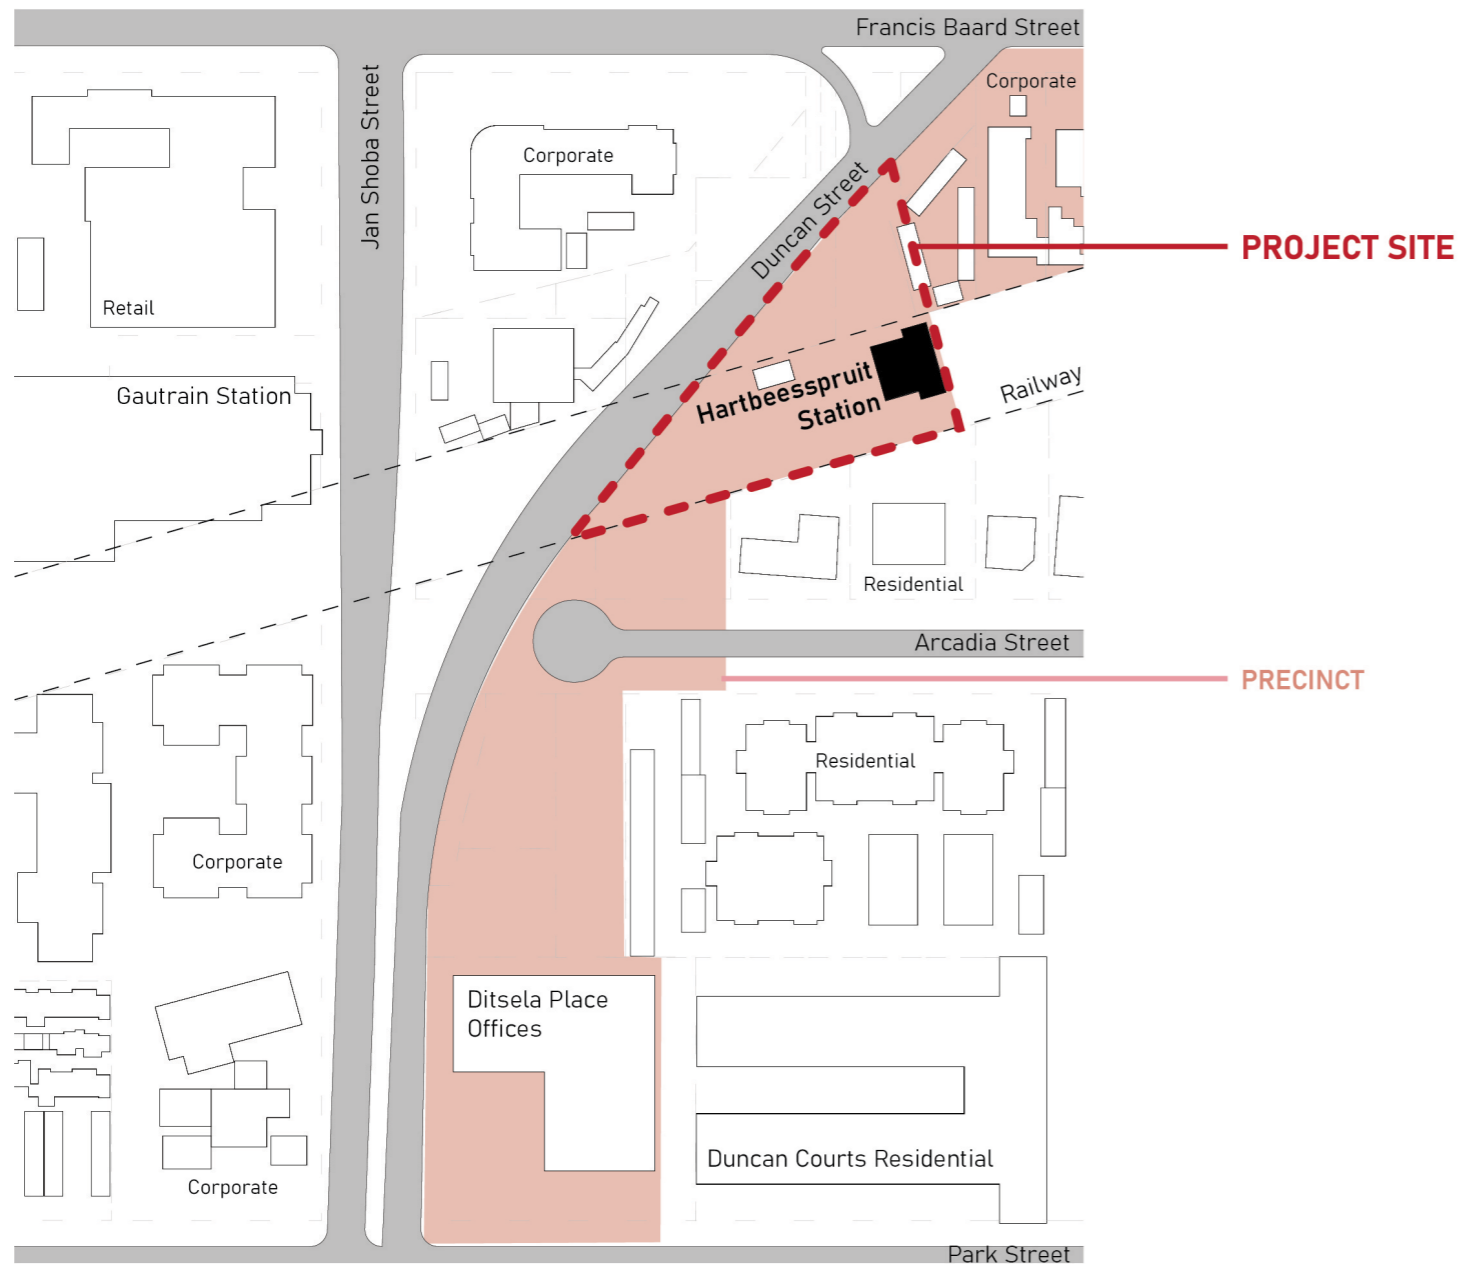 Francis Baard Street
Jan Shoba Street
Corporate
Corporate
Duncan Street
PROJECT SITE
Retail
Gautrain Station
Hartbeesspruit
Station
Railway
Residential
Arcadia Street
PRECINCT
Residential
Corporate
Ditsela Place
Offices
Duncan Courts Residential
Corporate
Park Street